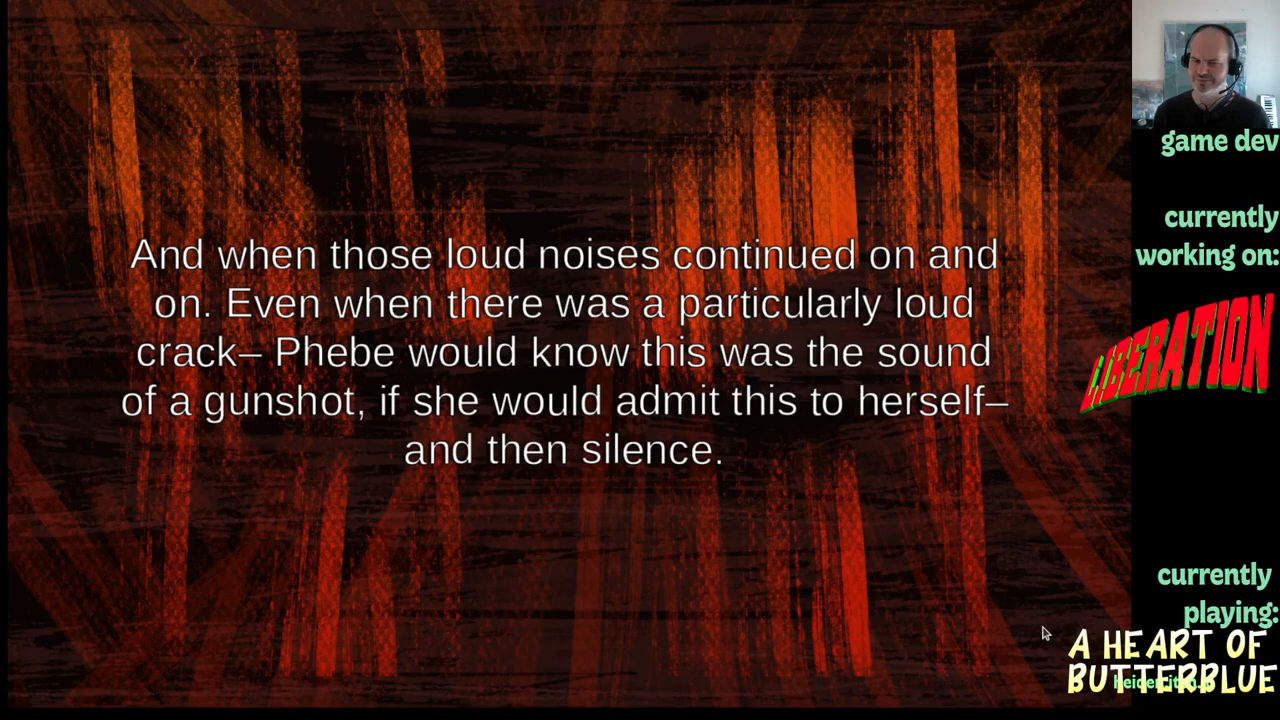 And when those loud noises continued on and
on. Even when there was a particularly loud
crack– Phebe would know this was the sound
of a gunshot, if she would admit this to herself–
and then silence.
game dev
currently
working on:
LIBERATION
currently
playing:
A HEART OF
BUTTERBLUE